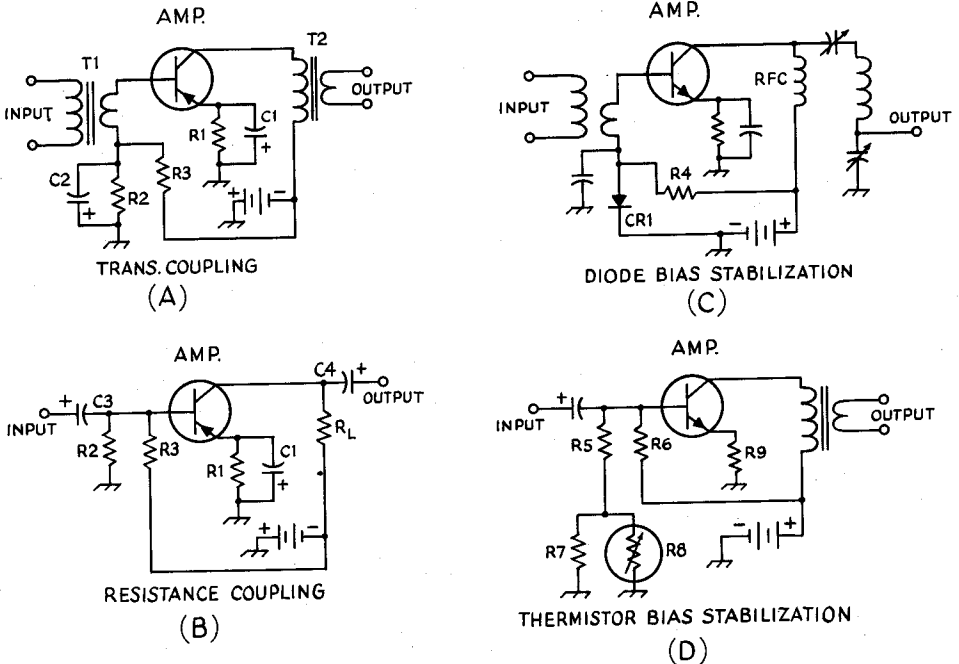 AMP.
T1
T2
INPUT
OUTPUT
R1
C1
+
C2
+
R2
R3
+
-
TRANS. COUPLING
(A)
AMP.
INPUT
RFC
OUTPUT
R4
CR1
-
+
DIODE BIAS STABILIZATION
(C)
AMP.
C4
+
OUTPUT
+
C3
INPUT
R2
R3
RL
R1
C1
+
+
-
RESISTANCE COUPLING
(B)
AMP.
+
INPUT
OUTPUT
R5
R6
R9
R7
R8
-
+
THERMISTOR BIAS STABILIZATION
(D)